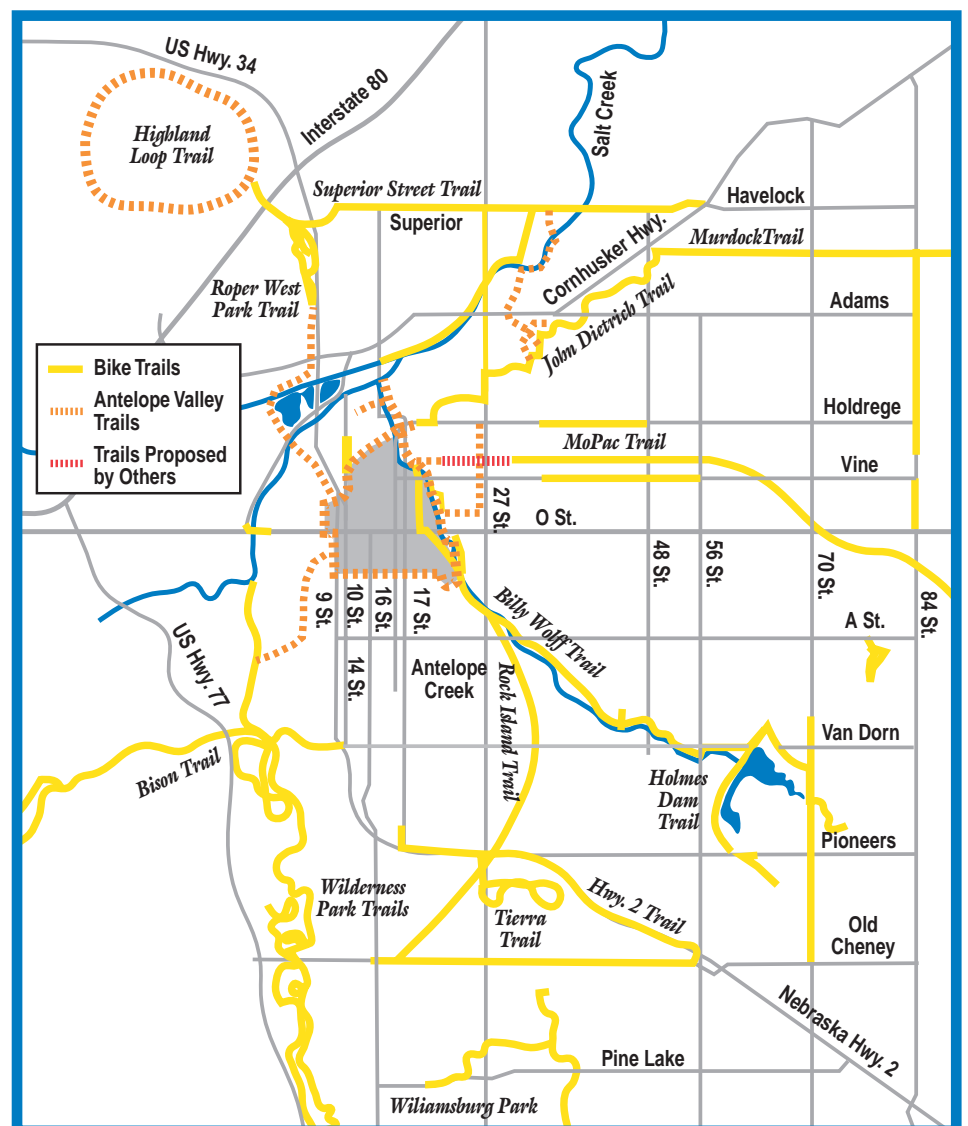 US Hwy. 34
Interstate 80
Salt Creek
Highland
Loop Trail
Superior Street Trail
Superior
Havelock
Cornhusker Hwy.
MurdockTrail
Roper West
Park Trail
John Dietrich Trail
Adams
Bike Trails
Antelope Valley
Trails
Trails Proposed
by Others
Holdrege
MoPac Trail
Vine
27 St.
O St.
48 St.
56 St.
70 St.
84 St.
9 St.
10 St.
16 St.
17 St.
14 St.
A St.
Billy Wolff Trail
US Hwy. 77
Antelope
Creek
Rock Island Trail
Van Dorn
Bison Trail
Holmes
Dam
Trail
Pioneers
Wilderness
Park Trails
Hwy. 2 Trail
Tierra
Trail
Old
Cheney
Nebraska Hwy. 2
Pine Lake
Wiliamsburg Park